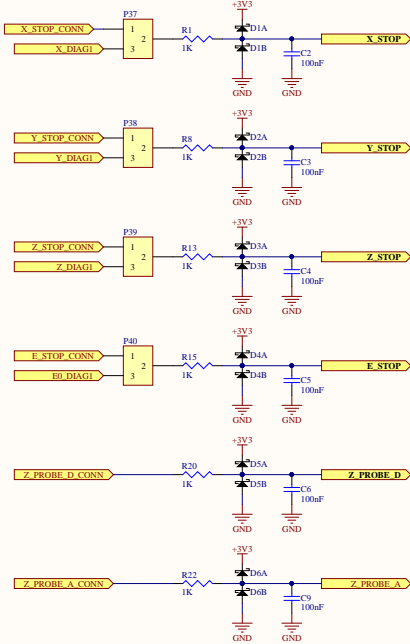 P37 +3V3
X_STOP_CONN 1 R1 D1A
2 X_STOP
X_DIAG1 3 1K D1B C2
100nF
GND GND
P38 +3V3
Y_STOP_CONN 1 R8 D2A
2 Y_STOP
Y_DIAG1 3 1K D2B C3
100nF
GND GND
P39 +3V3
Z_STOP_CONN 1 R13 D3A
2 Z_STOP
Z_DIAG1 3 1K D3B C4
100nF
GND GND
P40 +3V3
E_STOP_CONN 1 R15 D4A
2 E_STOP
E0_DIAG1 3 1K D4B C5
100nF
GND GND
+3V3
R20 D5A
Z_PROBE_D_CONN Z_PROBE_D
1K D5B C6
100nF
GND GND
+3V3
R22 D6A
Z_PROBE_A_CONN Z_PROBE_A
1K D6B C9
100nF
GND GND